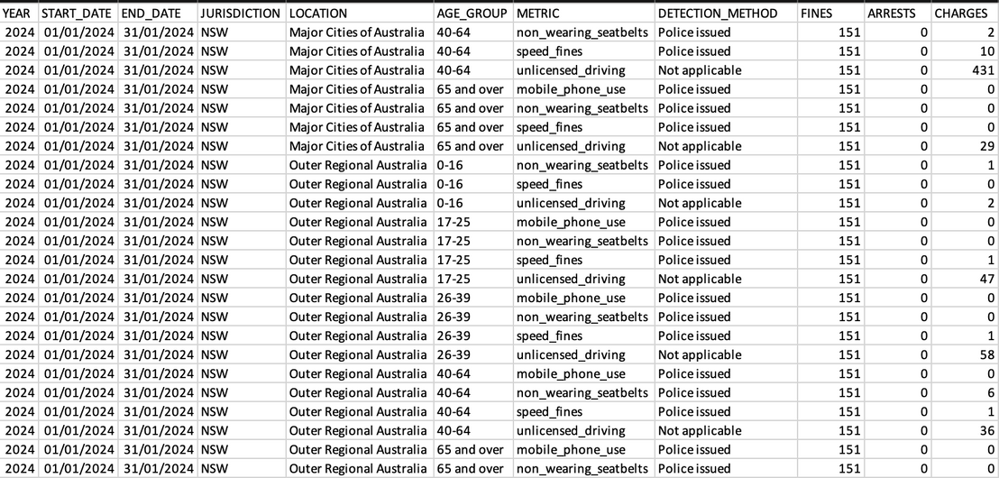 YEAR START_DATE END_DATE JURISDICTION LOCATION AGE_GROUP METRIC DETECTION_METHOD FINES ARRESTS CHARGES
2024 01/01/2024 31/01/2024 NSW Major Cities of Australia 40-64 non_wearing_seatbelts Police issued 151 0 2
2024 01/01/2024 31/01/2024 NSW Major Cities of Australia 40-64 speed_fines Police issued 151 0 10
2024 01/01/2024 31/01/2024 NSW Major Cities of Australia 40-64 unlicensed_driving Not applicable 151 0 431
2024 01/01/2024 31/01/2024 NSW Major Cities of Australia 65 and over mobile_phone_use Police issued 151 0 0
2024 01/01/2024 31/01/2024 NSW Major Cities of Australia 65 and over non_wearing_seatbelts Police issued 151 0 0
2024 01/01/2024 31/01/2024 NSW Major Cities of Australia 65 and over speed_fines Police issued 151 0 0
2024 01/01/2024 31/01/2024 NSW Major Cities of Australia 65 and over unlicensed_driving Not applicable 151 0 29
2024 01/01/2024 31/01/2024 NSW Outer Regional Australia 0-16 non_wearing_seatbelts Police issued 151 0 1
2024 01/01/2024 31/01/2024 NSW Outer Regional Australia 0-16 speed_fines Police issued 151 0 0
2024 01/01/2024 31/01/2024 NSW Outer Regional Australia 0-16 unlicensed_driving Not applicable 151 0 2
2024 01/01/2024 31/01/2024 NSW Outer Regional Australia 17-25 mobile_phone_use Police issued 151 0 0
2024 01/01/2024 31/01/2024 NSW Outer Regional Australia 17-25 non_wearing_seatbelts Police issued 151 0 0
2024 01/01/2024 31/01/2024 NSW Outer Regional Australia 17-25 speed_fines Police issued 151 0 1
2024 01/01/2024 31/01/2024 NSW Outer Regional Australia 17-25 unlicensed_driving Not applicable 151 0 47
2024 01/01/2024 31/01/2024 NSW Outer Regional Australia 26-39 mobile_phone_use Police issued 151 0 0
2024 01/01/2024 31/01/2024 NSW Outer Regional Australia 26-39 non_wearing_seatbelts Police issued 151 0 0
2024 01/01/2024 31/01/2024 NSW Outer Regional Australia 26-39 speed_fines Police issued 151 0 1
2024 01/01/2024 31/01/2024 NSW Outer Regional Australia 26-39 unlicensed_driving Not applicable 151 0 58
2024 01/01/2024 31/01/2024 NSW Outer Regional Australia 40-64 mobile_phone_use Police issued 151 0 0
2024 01/01/2024 31/01/2024 NSW Outer Regional Australia 40-64 non_wearing_seatbelts Police issued 151 0 6
2024 01/01/2024 31/01/2024 NSW Outer Regional Australia 40-64 speed_fines Police issued 151 0 1
2024 01/01/2024 31/01/2024 NSW Outer Regional Australia 40-64 unlicensed_driving Not applicable 151 0 36
2024 01/01/2024 31/01/2024 NSW Outer Regional Australia 65 and over mobile_phone_use Police issued 151 0 0
2024 01/01/2024 31/01/2024 NSW Outer Regional Australia 65 and over non_wearing_seatbelts Police issued 151 0 0